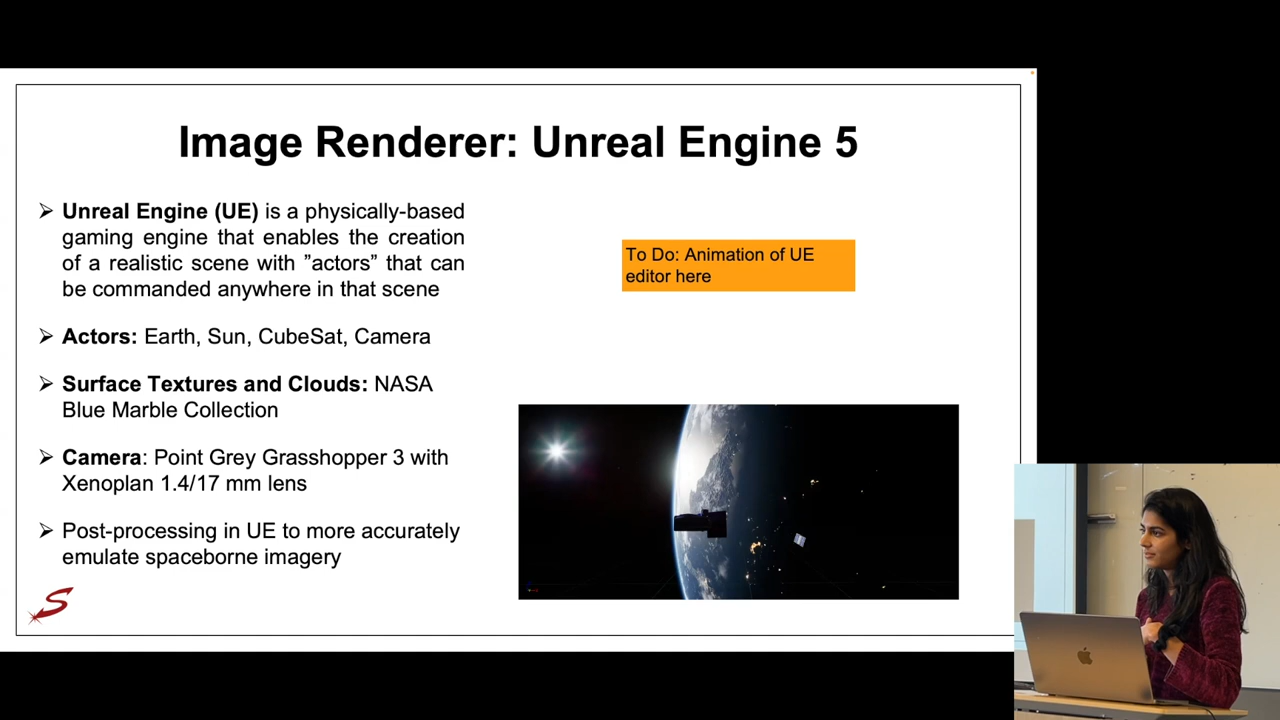 Image Renderer: Unreal Engine 5
➢ Unreal Engine (UE) is a physically-based
gaming engine that enables the creation
of a realistic scene with ”actors” that can
be commanded anywhere in that scene
➢ Actors: Earth, Sun, CubeSat, Camera
➢ Surface Textures and Clouds: NASA
Blue Marble Collection
➢ Camera: Point Grey Grasshopper 3 with
Xenoplan 1.4/17 mm lens
➢ Post-processing in UE to more accurately
emulate spaceborne imagery
To Do: Animation of UE
editor here
S